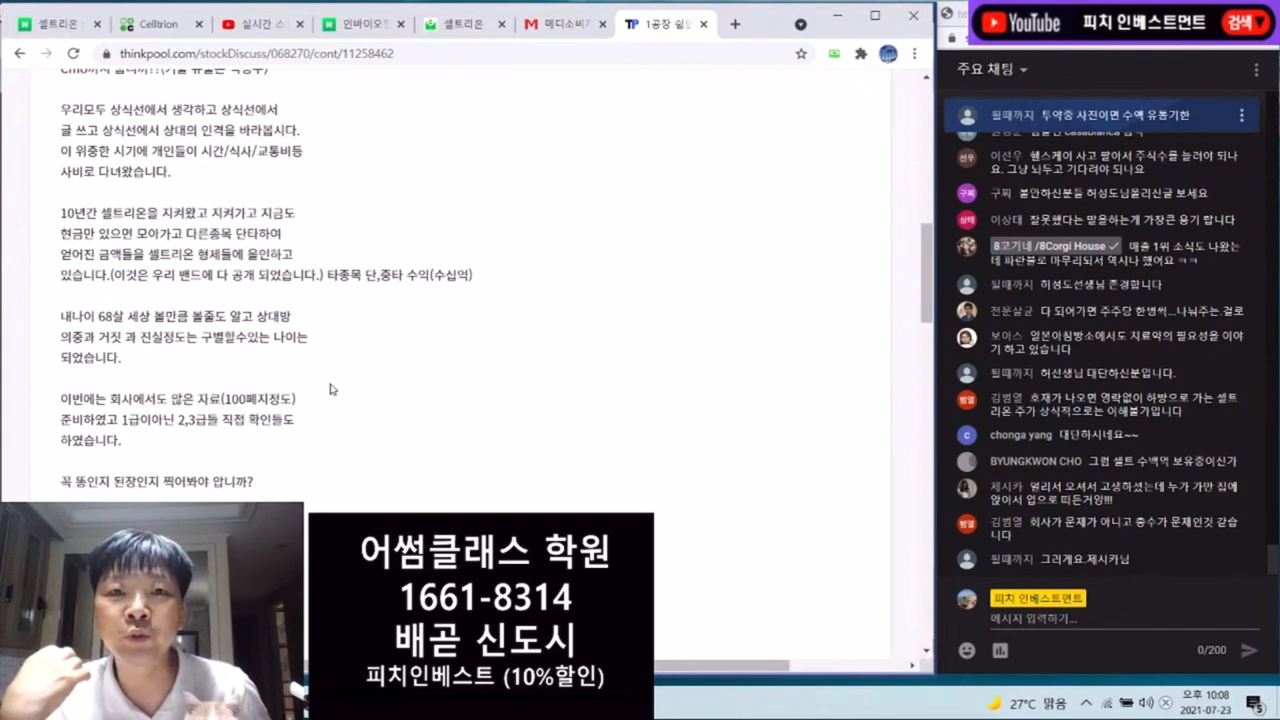 셀트리온
Celltrion
실시간 스
인바이오젠
셀트리온
메디소비자
1공장 쉴
YouTube 피치 인베스트먼트 검색▼
thinkpool.com/stockDiscuss/068270/cont/11258462
우리모두 상식선에서 생각하고 상식선에서
글 쓰고 상식선에서 상대의 인격을 바라봅시다.
이 위중한 시기에 개인들이 시간/식사/교통비등
사비로 다녀왔습니다.
10년간 셀트리온을 지켜왔고 지켜가고 지금도
현금만 있으면 모아가고 다른종목 단타하여
얻어진 금액들을 셀트리온 형제들에 올인하고
있습니다.(이것은 우리 밴드에 다 공개 되었습니다.) 타종목 단,중타 수익(수십억)
내나이 68살 세상 볼만큼 볼줄도 알고 상대방
의중과 거짓 과 진실정도는 구별할수있는 나이는
되었습니다.
이번에는 회사에서도 많은 자료(100폐지정도)
준비하였고 1급이아닌 2,3급들 직접 확인들도
하였습니다.
꼭 똥인지 된장인지 찍어봐야 압니까?
어썸클래스 학원
1661-8314
배곧 신도시
피치인베스트 (10%할인)
주요 채팅
될때까지 투약중 사진이면 수액 유통기한
이선우 헬스케이 사고 팔아서 주식수를 늘려야 되나
요. 그냥 놔두고 기다려야 되나요
구찌 불안하신분들 허성도님올리신글 보세요
이상대 잘못했다는 말을하는게 가장큰 용기 랍니다
8고기네 /8Corgi House 매출 1위 소식도 나왔는
데 파란불로 마무리되서 역시나 했어요 ㅋㅋ
될때까지 허성도선생님 존경합니다
전문살균 다 되어기면 주주당 한병씩...나눠주는.걸로
보이스 일본아침방소에서도 치료약의 필요성을 이야
기 하고 있습니다
될때까지 허선생님 대단하신분입니다.
김범열 호재가 나오면 영락없이 하방으로 가는 셀트
리온 주기 상식적으로는 이해불가입니다
chonga yang 대단하시네요~~
BYUNGKWON CHO 그럼 셀트 수백억 보유중이신가
제시카 멀리서 오셔서 고생하셨는데 누가 가만 집에
앉아서 입으로 떠든거양!!!
김범열 회사가 문제가 아니고 총수가 문제인것 같습
니다
될때까지 그러게요.제시카님
피치 인베스트먼트
메시지 입력하기...
0/200
27°C 맑음
오후 10:08
2021-07-23